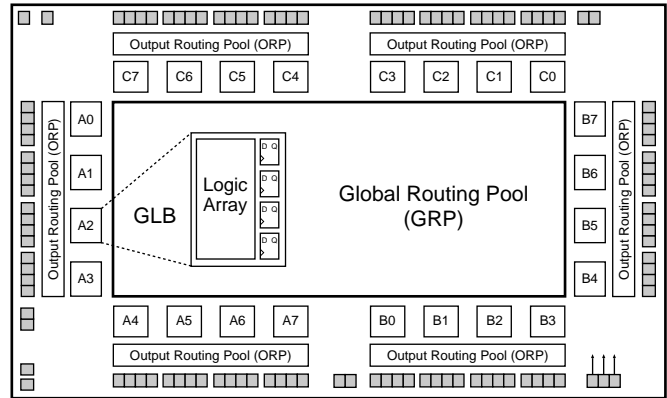 Output Routing Pool (ORP) Output Routing Pool (ORP)
C7 C6 C5 C4 C3 C2 C1 C0
Output Routing Pool (ORP)
A0
A1
A2
A3
GLB
Logic
Array
D Q
D Q
D Q
D Q
Global Routing Pool
(GRP)
B7
B6
B5
B4
Output Routing Pool (ORP)
A4 A5 A6 A7 B0 B1 B2 B3
Output Routing Pool (ORP) Output Routing Pool (ORP)